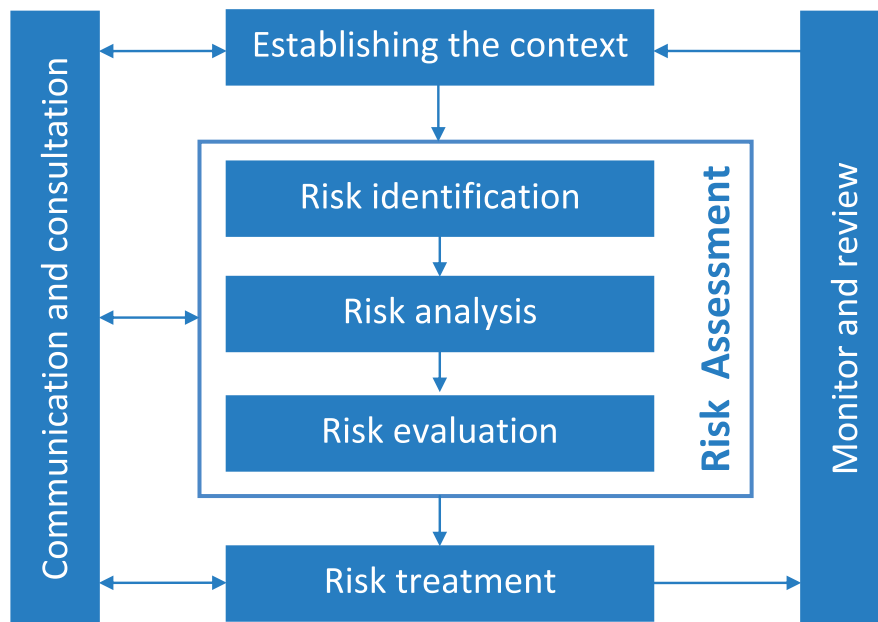 Establishing the context
Communication and consultation
Risk identification
Risk analysis
Risk evaluation
Risk Assessment
Monitor and review
Risk treatment